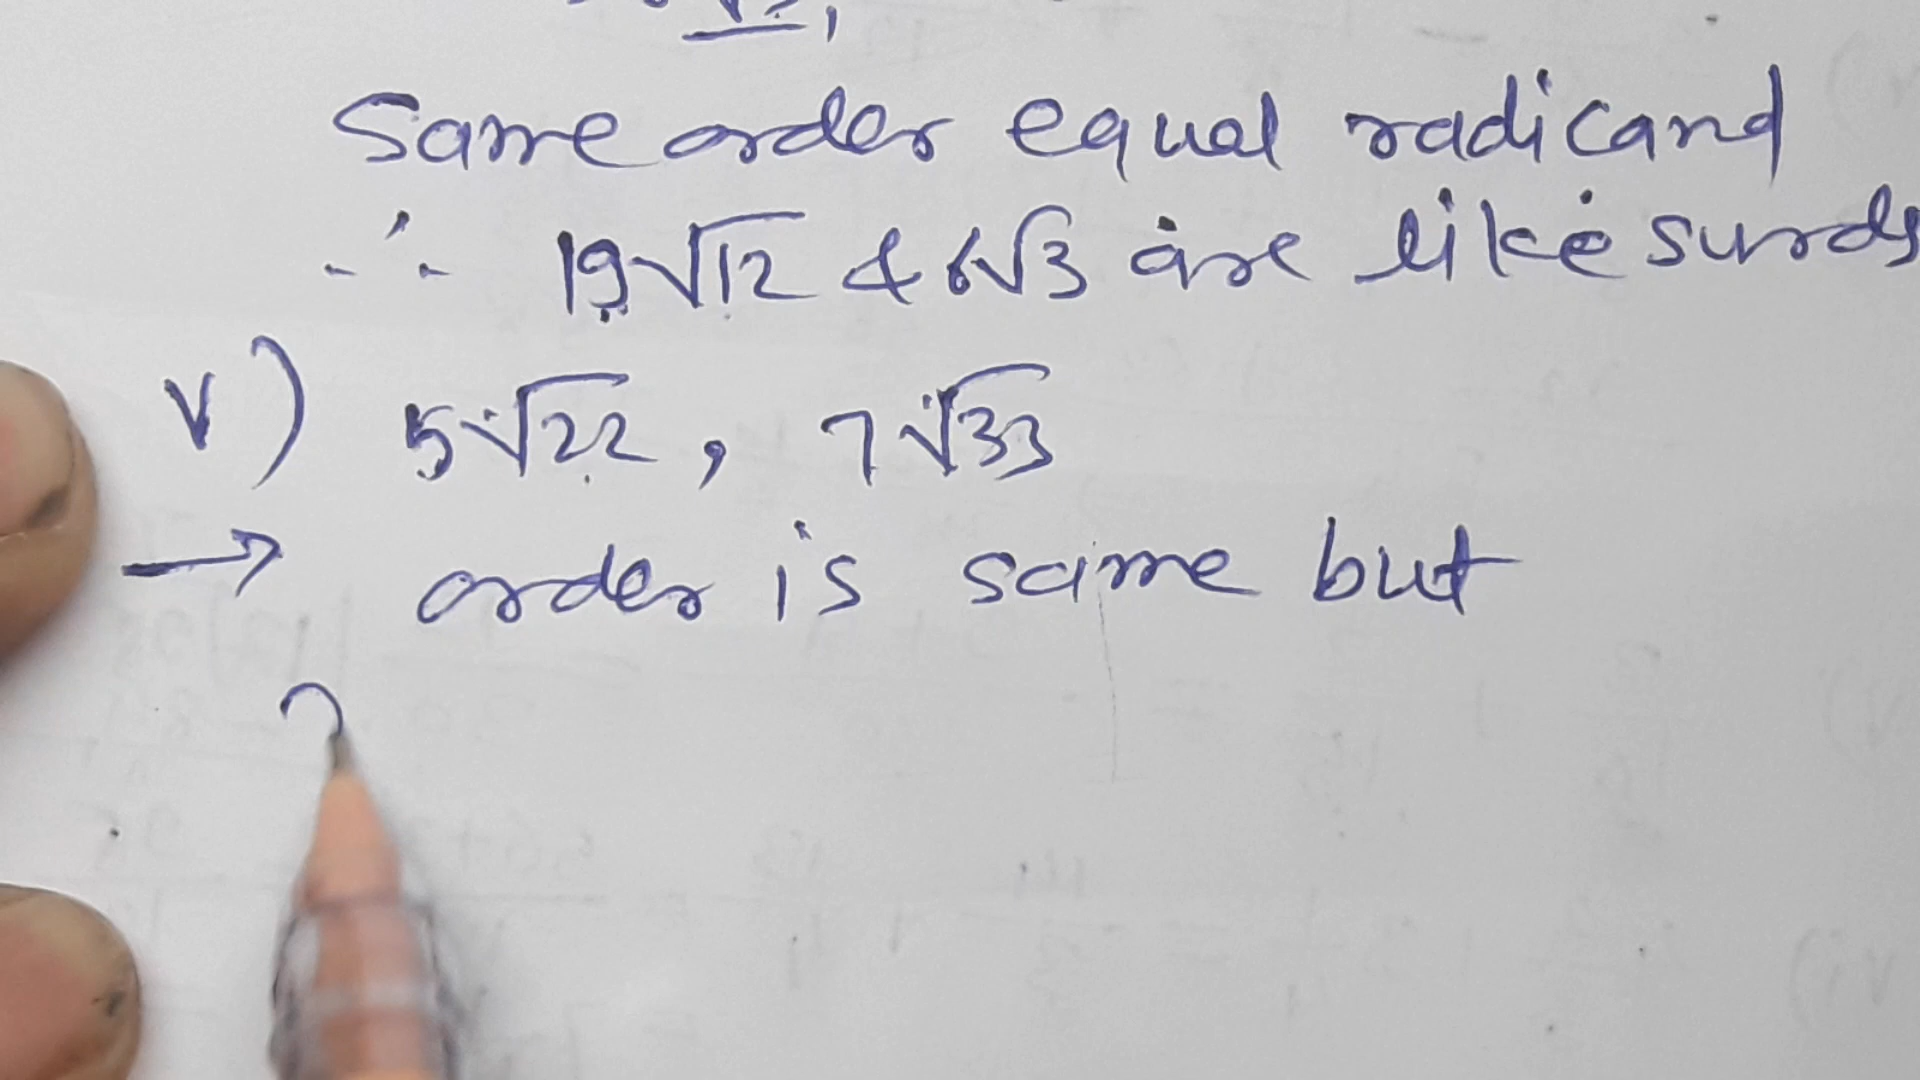 Same order equal radicand
∴ 19√12 & 6√3 are like surds
v) 5√22, 7√33
→ order is same but